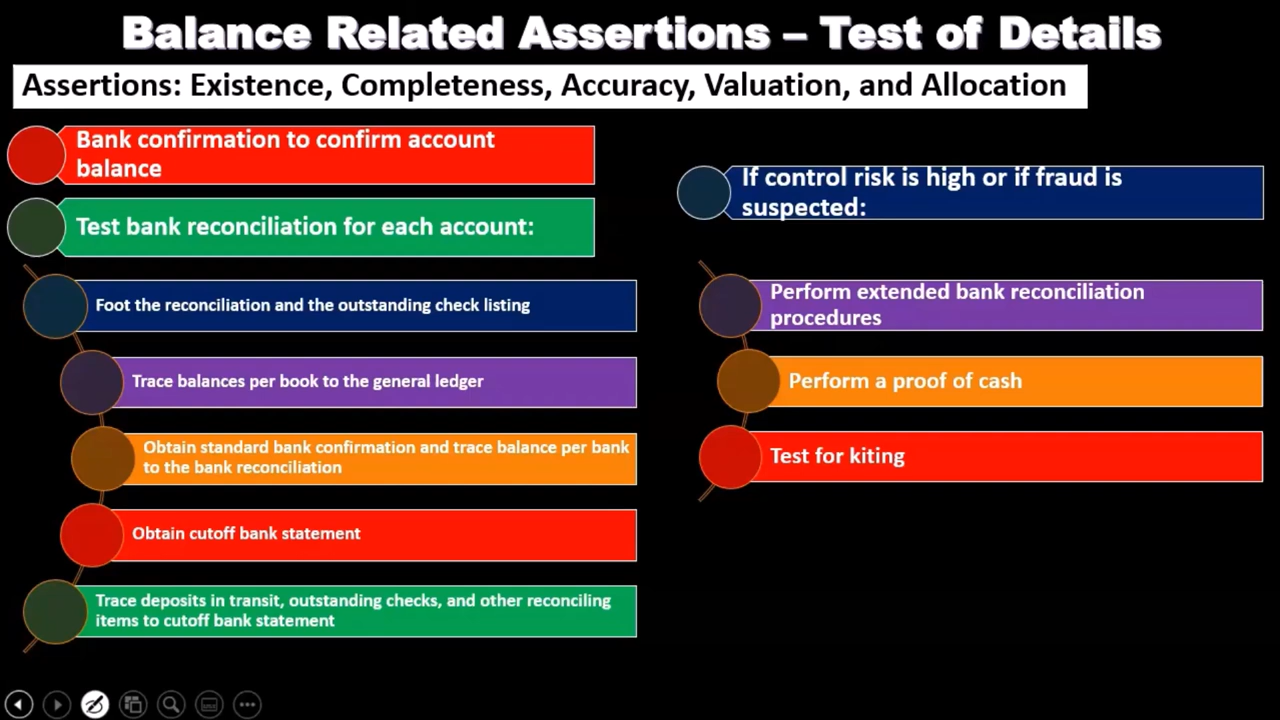 Balance Related Assertions – Test of Details
Assertions: Existence, Completeness, Accuracy, Valuation, and Allocation
Bank confirmation to confirm account
balance
Test bank reconciliation for each account:
Foot the reconciliation and the outstanding check listing
Trace balances per book to the general ledger
Obtain standard bank confirmation and trace balance per bank
to the bank reconciliation
Obtain cutoff bank statement
Trace deposits in transit, outstanding checks, and other reconciling
items to cutoff bank statement
If control risk is high or if fraud is
suspected:
Perform extended bank reconciliation
procedures
Perform a proof of cash
Test for kiting